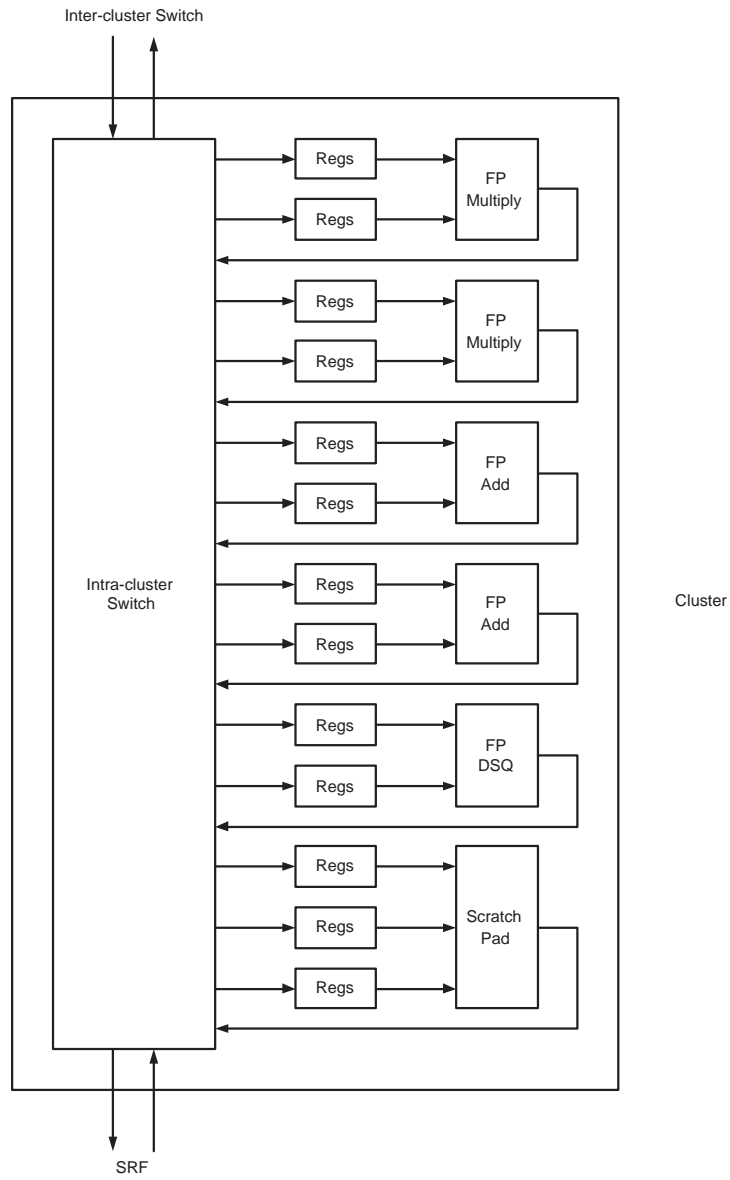 Inter-cluster Switch
Regs
FP
Multiply
Regs
Regs
FP
Multiply
Regs
Regs
FP
Add
Regs
Intra-cluster
Switch
Regs
FP
Add
Regs
Cluster
Regs
FP
DSQ
Regs
Regs
Scratch
Pad
Regs
Regs
SRF